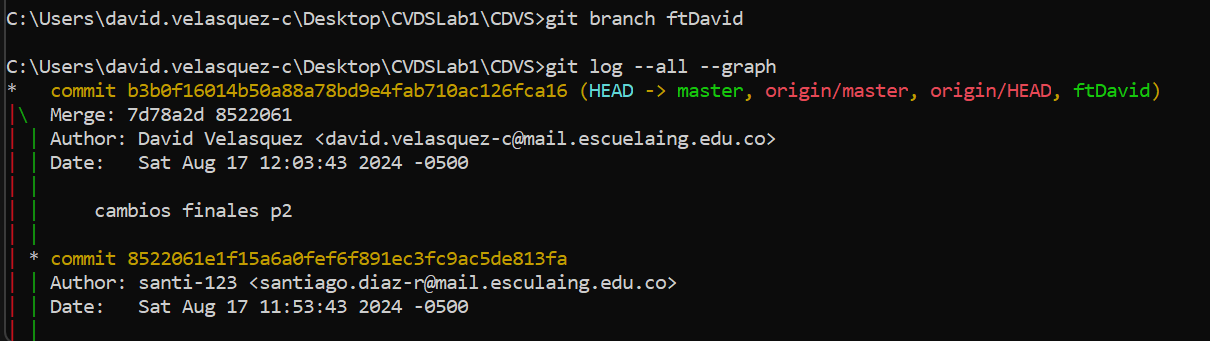 C:\Users\david.velasquez-c\Desktop\CVDSLab1\CDVS>git branch ftDavid
C:\Users\david.velasquez-c\Desktop\CVDSLab1\CDVS>git log --all --graph
*   commit b3b0f16014b50a88a78bd9e4fab710ac126fca16 (HEAD -> master, origin/master, origin/HEAD, ftDavid)
|\  Merge: 7d78a2d 8522061
| | Author: David Velasquez <david.velasquez-c@mail.escuelaing.edu.co>
| | Date:   Sat Aug 17 12:03:43 2024 -0500
| |
| |     cambios finales p2
| |
| * commit 8522061e1f15a6a0fef6f891ec3fc9ac5de813fa
| | Author: santi-123 <santiago.diaz-r@mail.esculaing.edu.co>
| | Date:   Sat Aug 17 11:53:43 2024 -0500
| |